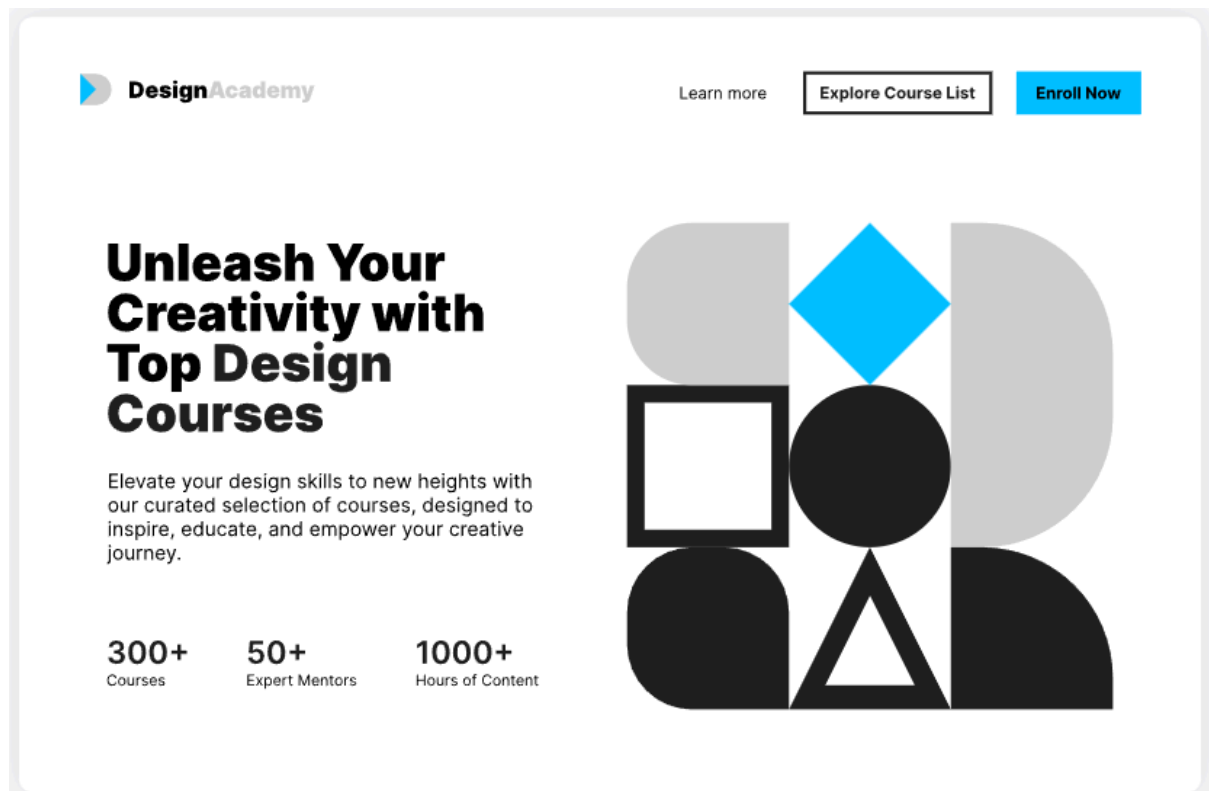 DesignAcademy
Learn more
Explore Course List
Enroll Now
Unleash Your
Creativity with
Top Design
Courses
Elevate your design skills to new heights with
our curated selection of courses, designed to
inspire, educate, and empower your creative
journey.
300+
Courses
50+
Expert Mentors
1000+
Hours of Content